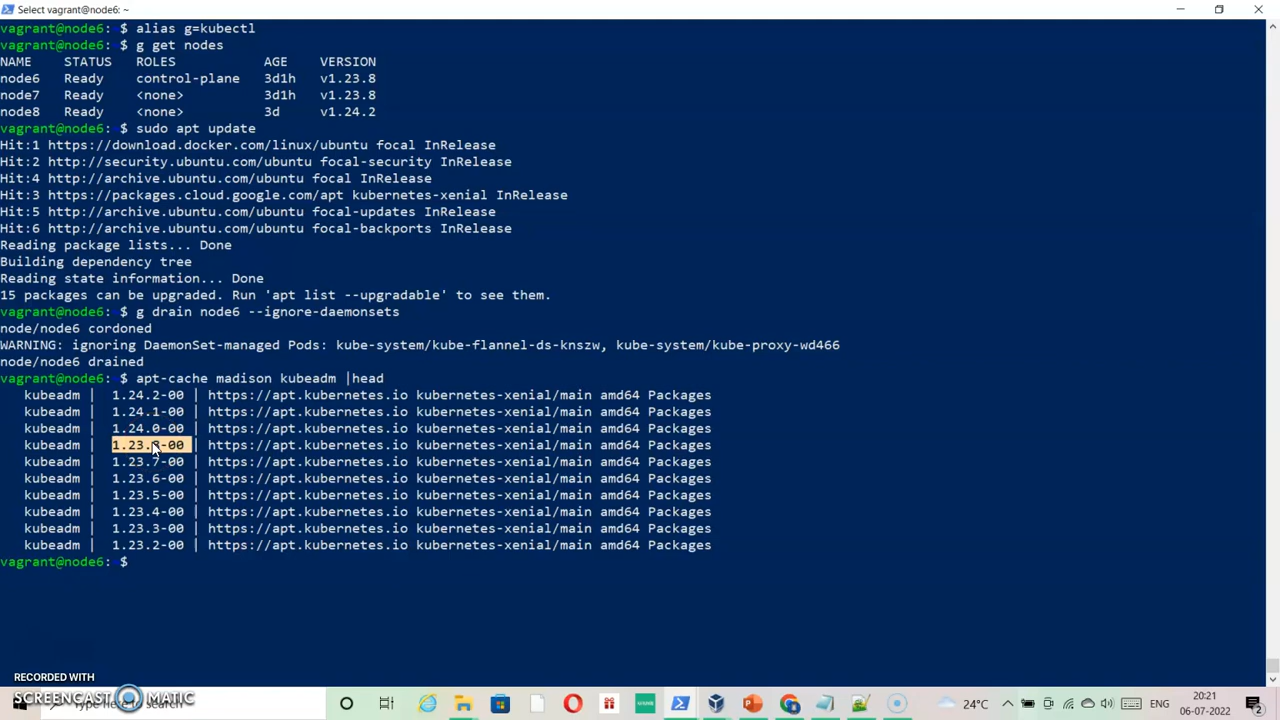 Select vagrant@node6: ~
vagrant@node6: $ alias g=kubectl
vagrant@node6: $ g get nodes
NAME STATUS ROLES AGE VERSION
node6 Ready control-plane 3d1h v1.23.8
node7 Ready <none> 3d1h v1.23.8
node8 Ready <none> 3d v1.24.2
vagrant@node6: $ sudo apt update
Hit:1 https://download.docker.com/linux/ubuntu focal InRelease
Hit:2 http://security.ubuntu.com/ubuntu focal-security InRelease
Hit:4 http://archive.ubuntu.com/ubuntu focal InRelease
Hit:3 https://packages.cloud.google.com/apt kubernetes-xenial InRelease
Hit:5 http://archive.ubuntu.com/ubuntu focal-updates InRelease
Hit:6 http://archive.ubuntu.com/ubuntu focal-backports InRelease
Reading package lists... Done
Building dependency tree
Reading state information... Done
15 packages can be upgraded. Run 'apt list --upgradable' to see them.
vagrant@node6: $ g drain node6 --ignore-daemonsets
node/node6 cordoned
WARNING: ignoring DaemonSet-managed Pods: kube-system/kube-flannel-ds-knszw, kube-system/kube-proxy-wd466
node/node6 drained
vagrant@node6: $ apt-cache madison kubeadm |head
kubeadm | 1.24.2-00 | https://apt.kubernetes.io kubernetes-xenial/main amd64 Packages
kubeadm | 1.24.1-00 | https://apt.kubernetes.io kubernetes-xenial/main amd64 Packages
kubeadm | 1.24.0-00 | https://apt.kubernetes.io kubernetes-xenial/main amd64 Packages
kubeadm | 1.23.8-00 | https://apt.kubernetes.io kubernetes-xenial/main amd64 Packages
kubeadm | 1.23.7-00 | https://apt.kubernetes.io kubernetes-xenial/main amd64 Packages
kubeadm | 1.23.6-00 | https://apt.kubernetes.io kubernetes-xenial/main amd64 Packages
kubeadm | 1.23.5-00 | https://apt.kubernetes.io kubernetes-xenial/main amd64 Packages
kubeadm | 1.23.4-00 | https://apt.kubernetes.io kubernetes-xenial/main amd64 Packages
kubeadm | 1.23.3-00 | https://apt.kubernetes.io kubernetes-xenial/main amd64 Packages
kubeadm | 1.23.2-00 | https://apt.kubernetes.io kubernetes-xenial/main amd64 Packages
vagrant@node6: $
RECORDED WITH
SCREENCAST MATIC
24°C
20:21
06-07-2022
2